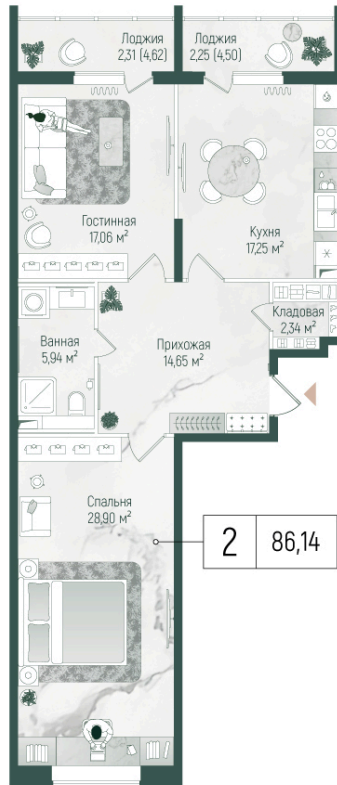 Лоджия
2,31 (4,62)
Лоджия
2,25 (4,50)
Гостинная
17,06 м²
Кухня
17,25 м²
Кладовая
2,34 м²
Ванная
5,94 м²
Прихожая
14,65 м²
Спальня
28,90 м²
2
86,14